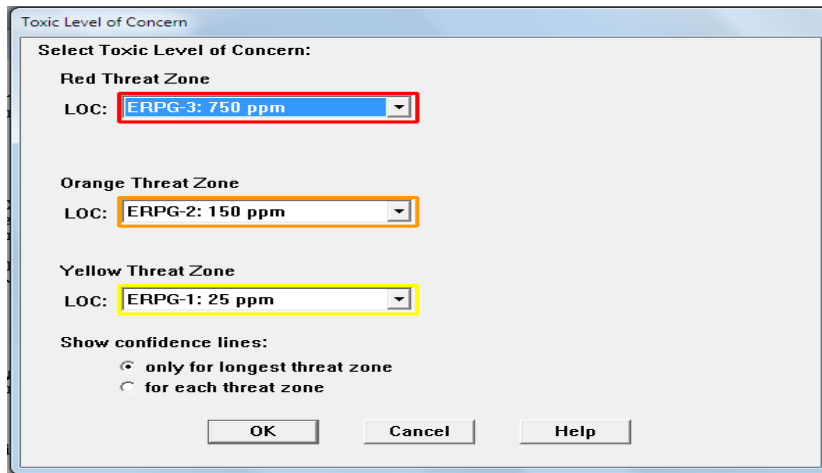 Toxic Level of Concern
Select Toxic Level of Concern:
Red Threat Zone
LOC: ERPG-3: 750 ppm
Orange Threat Zone
LOC: ERPG-2: 150 ppm
Yellow Threat Zone
LOC: ERPG-1: 25 ppm
Show confidence lines:
only for longest threat zone
for each threat zone
OK Cancel Help